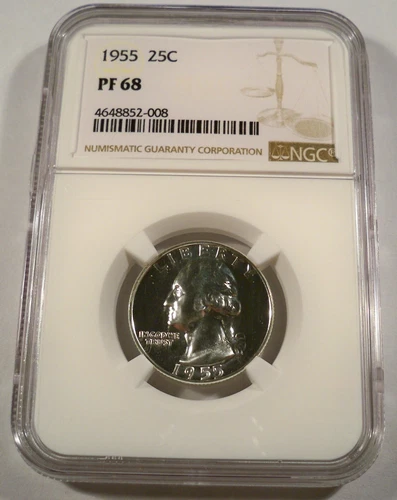 1955 25C
PF 68
4648852-008
NUMISMATIC GUARANTY CORPORATION
NGC®
LIBERTY
IN GOD WE
TRUST
1955